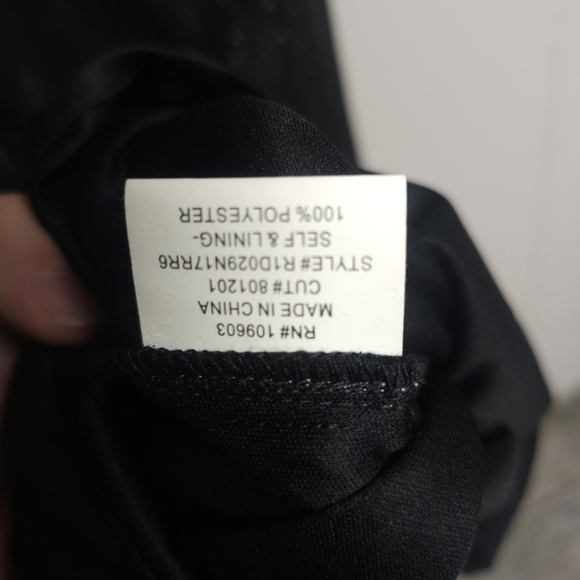 RN# 109603
MADE IN CHINA
CUT# 801201
STYLE# R1D029N17RR6
SELF & LINING-
100% POLYESTER